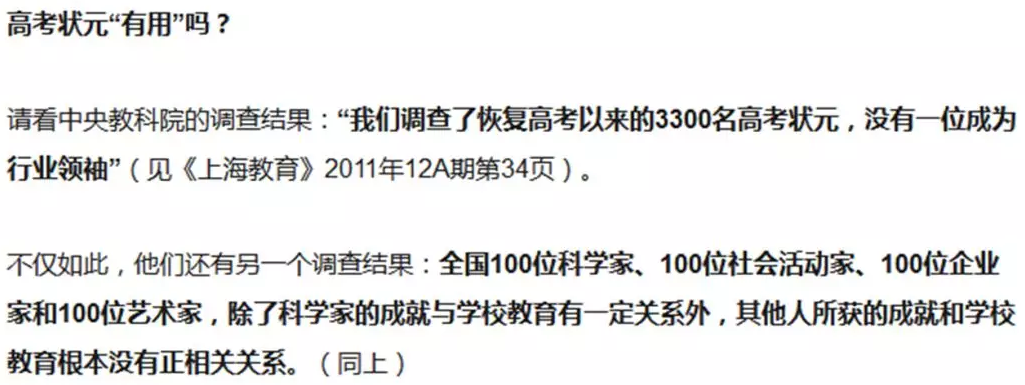 高考状元“有用”吗？
请看中央教科院的调查结果：“我们调查了恢复高考以来的3300名高考状元，没有一位成为
行业领袖”（见《上海教育》2011年12A期第34页）。
不仅如此，他们还有另一个调查结果：全国100位科学家、100位社会活动家、100位企业
家和100位艺术家，除了科学家的成就与学校教育有一定关系外，其他人所获的成就和学校
教育根本没有正相关关系。（同上）